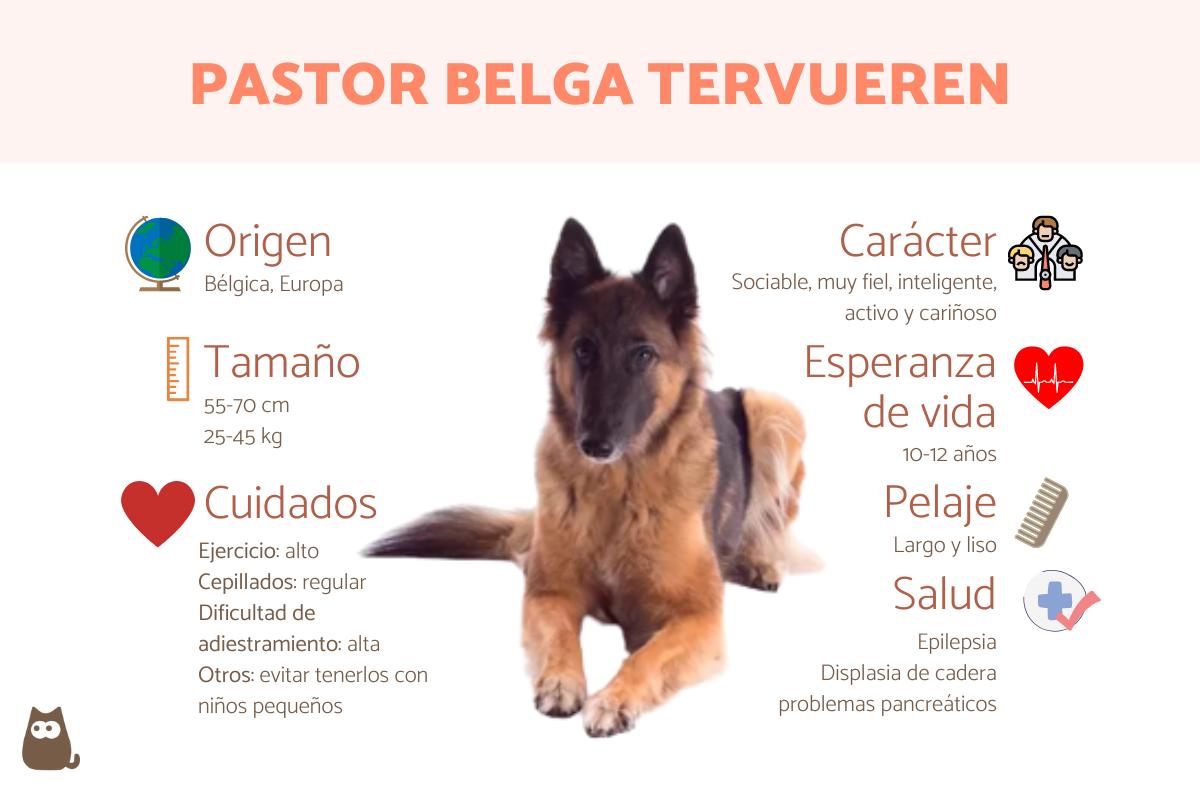 PASTOR BELGA TERVUEREN
Origen
Bélgica, Europa
Tamaño
55-70 cm
25-45 kg
Cuidados
Ejercicio: alto
Cepillados: regular
Dificultad de
adiestramiento: alta
Otros: evitar tenerlos con
niños pequeños
Carácter
Sociable, muy fiel, inteligente,
activo y cariñoso
Esperanza
de vida
10-12 años
Pelaje
Largo y liso
Salud
Epilepsia
Displasia de cadera
problemas pancreáticos